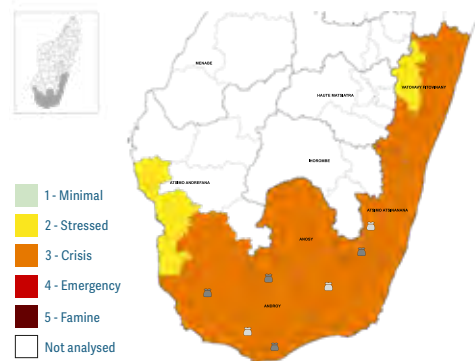 MENABE
VATOVAVY FITOVINANY
HAUTE MATSIATRA
IHOROMBE
ATSIMO ANDREFANA
1 - Minimal
ATSIMO ATSINANANA
2 - Stressed
ANOSY
3 - Crisis
4 - Emergency
ANDROY
5 - Famine
Not analysed